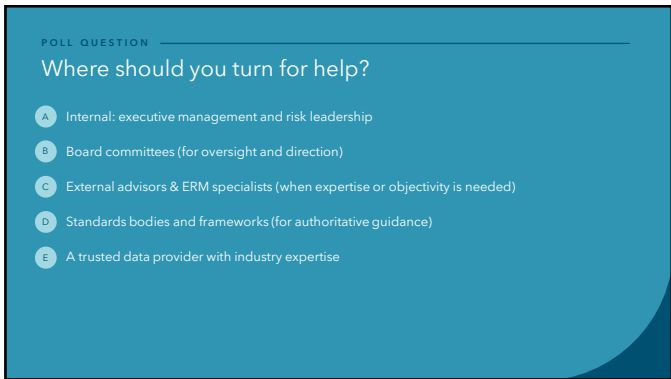 POLL QUESTION
Where should you turn for help?
A Internal: executive management and risk leadership
B Board committees (for oversight and direction)
C External advisors & ERM specialists (when expertise or objectivity is needed)
D Standards bodies and frameworks (for authoritative guidance)
E A trusted data provider with industry expertise